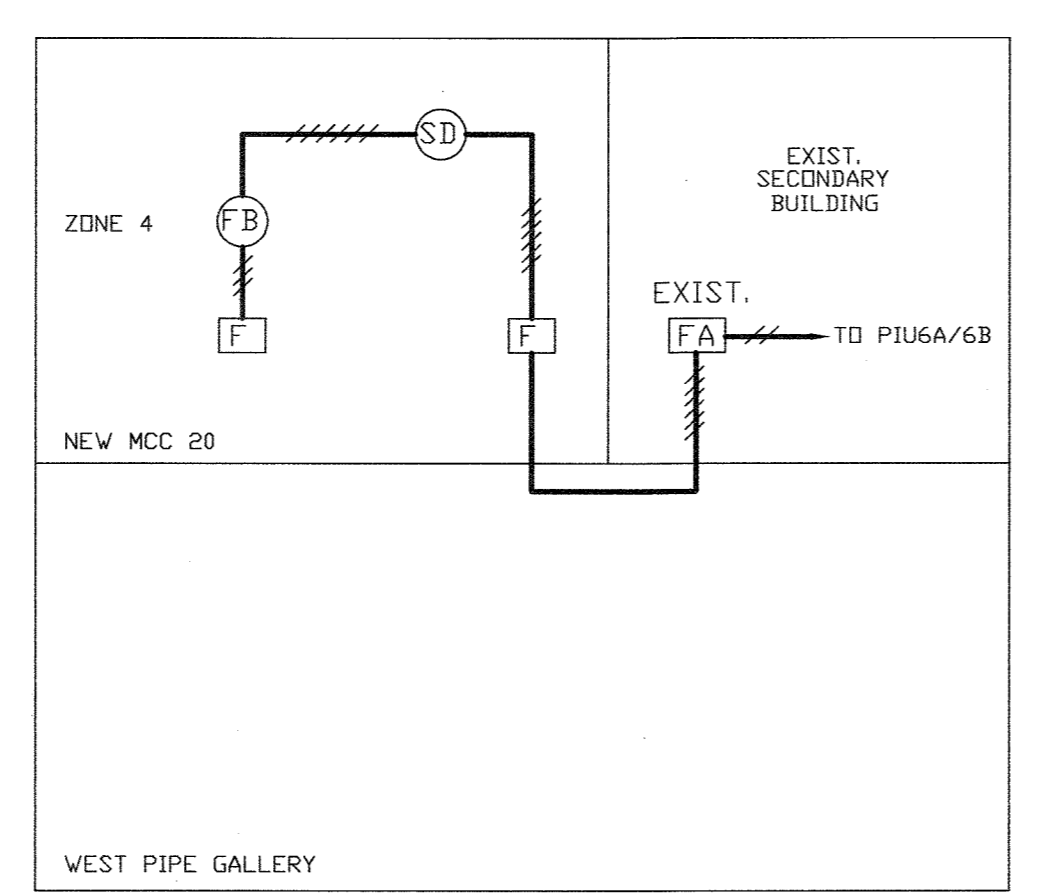 SD
EXIST.
SECONDARY
BUILDING
ZONE 4
FB
EXIST.
F
F
FA
TO PIU6A/6B
NEW MCC 20
WEST PIPE GALLERY